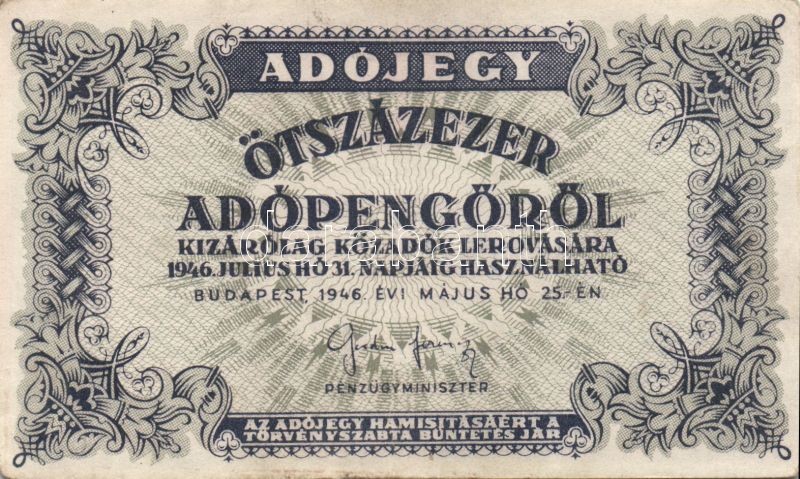 ADÓJEGY
ÖTSZÁZEZER
ADÓPENGŐRŐL
KIZÁRÓLAG KÖZADÓK LEROVÁSÁRA
1946. JULIUS HÓ 31. NAPJÁIG HASZNÁLHATÓ
BUDAPEST, 1946. ÉVI MÁJUS HÓ 25.-ÉN
PÉNZÜGYMINISZTER
AZ ADÓJEGY HAMISÍTÁSÁÉRT A
TÖRVÉNYSZABTA BÜNTETÉS JÁR